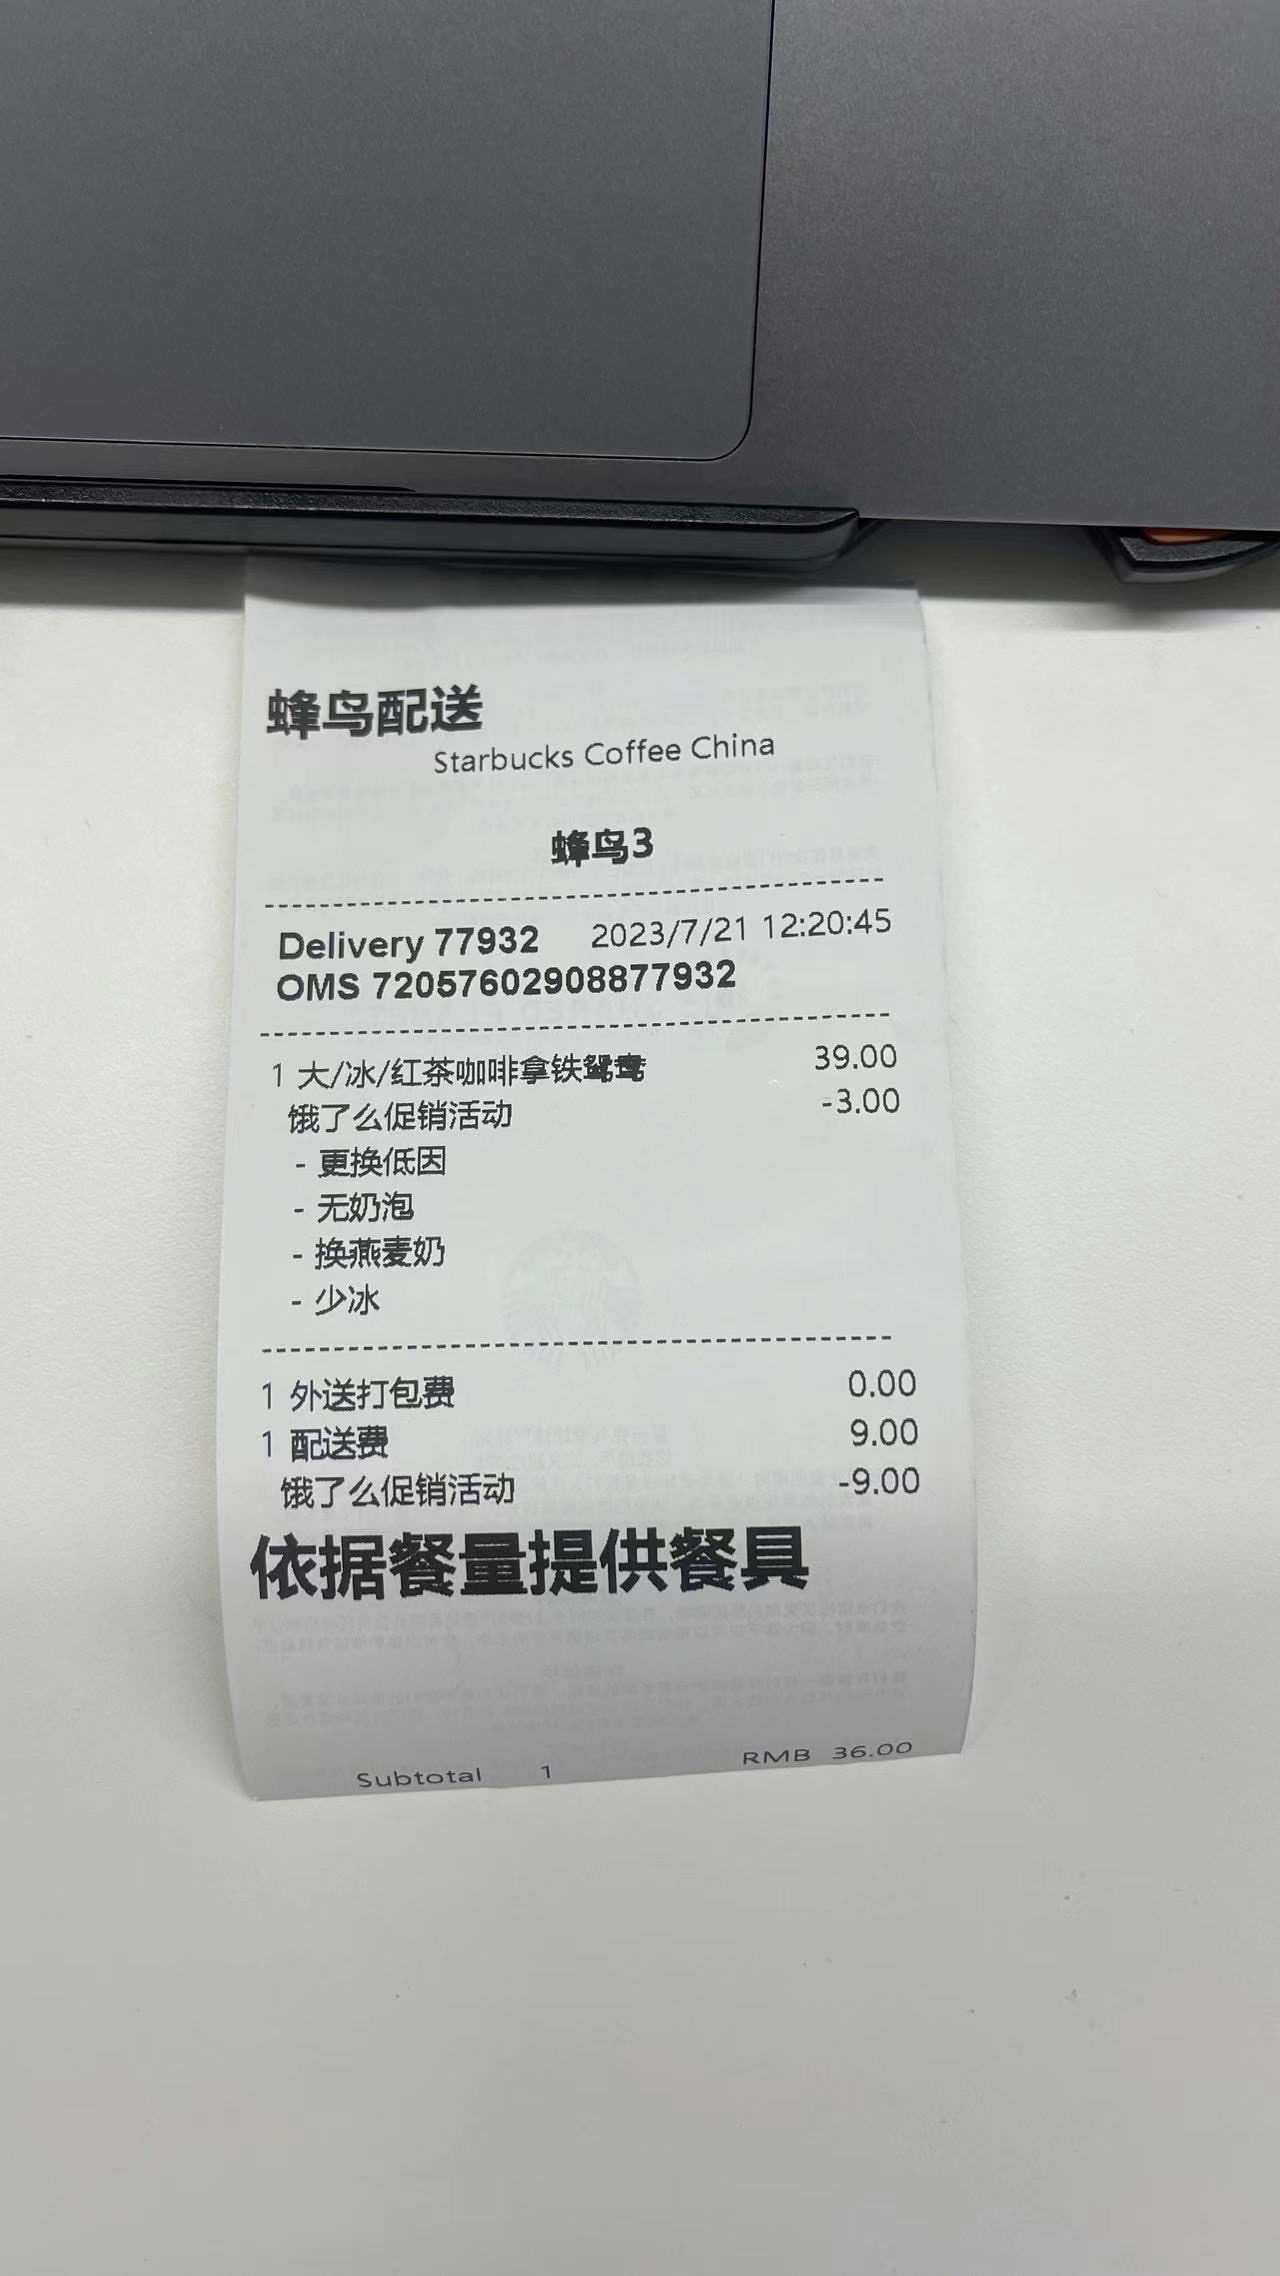 蜂鸟配送
Starbucks Coffee China
蜂鸟3
Delivery 77932 2023/7/21 12:20:45
OMS 72057602908877932
1 大/冰/红茶咖啡拿铁鸳鸯 39.00
饿了么促销活动 -3.00
- 更换低因
- 无奶泡
- 换燕麦奶
- 少冰
1 外送打包费 0.00
1 配送费 9.00
饿了么促销活动 -9.00
依据餐量提供餐具
Subtotal 1 RMB 36.00